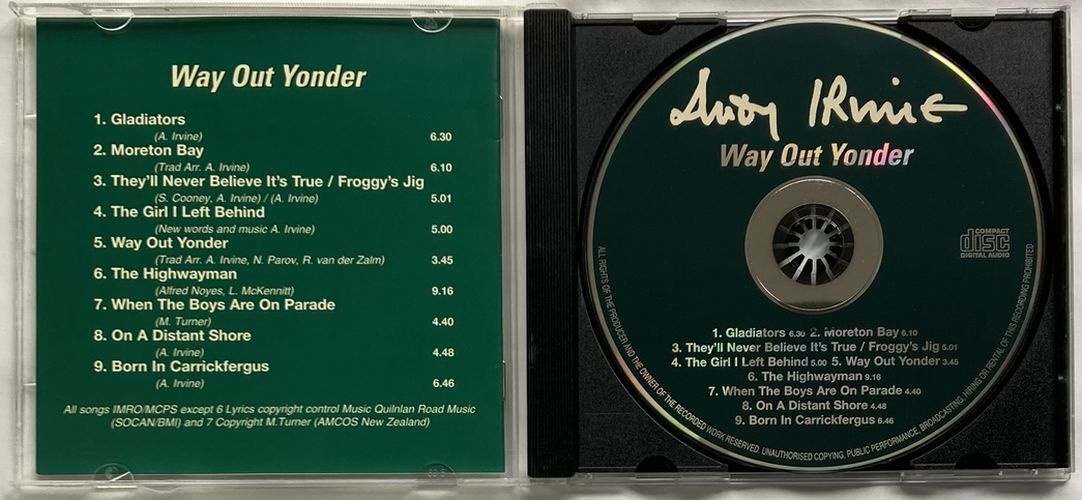 Way Out Yonder
1. Gladiators
(A. Irvine) 6.30
2. Moreton Bay
(Trad Arr. A. Irvine) 6.10
3. They'll Never Believe It's True / Froggy's Jig
(S. Cooney, A. Irvine) / (A. Irvine) 5.01
4. The Girl I Left Behind
(New words and music A. Irvine) 5.00
5. Way Out Yonder
(Trad Arr. A. Irvine, N. Parov, R. van der Zalm) 3.45
6. The Highwayman
(Alfred Noyes, L. McKennitt) 9.16
7. When The Boys Are On Parade
(M. Turner) 4.40
8. On A Distant Shore
(A. Irvine) 4.48
9. Born In Carrickfergus
(A. Irvine) 6.46
All songs IMRO/MCPS except 6 Lyrics copyright control Music Quilnlan Road Music
(SOCAN/BMI) and 7 Copyright M.Turner (AMCOS New Zealand)
Andy Irvine
Way Out Yonder
COMPACT
disc
DIGITAL AUDIO
1. Gladiators 6.30 2. Moreton Bay 6.10
3. They'll Never Believe It's True / Froggy's Jig 5.01
4. The Girl I Left Behind 5.00 5. Way Out Yonder 3.45
6. The Highwayman 9.16
7. When The Boys Are On Parade 4.40
8. On A Distant Shore 4.48
9. Born In Carrickfergus 6.46
ALL RIGHTS OF THE PRODUCER AND THE OWNER OF THE RECORDED WORK RESERVED. UNAUTHORISED COPYING, PUBLIC PERFORMANCE, BROADCASTING, HIRING OR RENTAL OF THIS RECORDING PROHIBITED